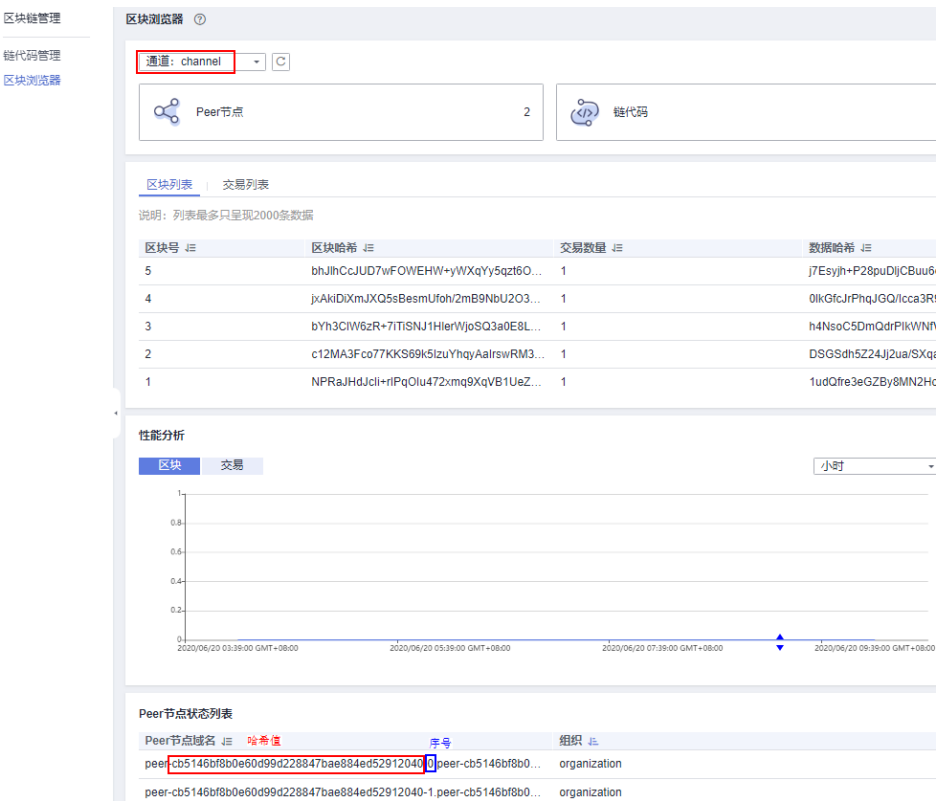 区块链管理
链代码管理
区块浏览器
区块浏览器
通道：channel
Peer节点 2
链代码
区块列表 交易列表
说明：列表最多只呈现2000条数据
区块号 区块哈希 交易数量 数据哈希
5 bhJlhCcJUD7wFOWEHW+yWXqYy5qzt6O... 1 j7Esyjh+P28puDljCBuu6
4 jxAkiDiXmJXQ5sBesmUfoh/2mB9NbU2O3... 1 0lkGfcJrPhqJGQ/Icca3R
3 bYh3ClW6zR+7iTiSNJ1HlerWjoSQ3a0E8L... 1 h4NsoC5DmQdrPlkWNf
2 c12MA3Fco77KKS69k5IzuYhqyAalrswRM3... 1 DSGSdh5Z24Jj2ua/SXqa
1 NPRaJHdJcli+rlPqOlu472xmq9XqVB1UeZ... 1 1udQfre3eGZBy8MN2Hc
性能分析
区块 交易 小时
1
0.8
0.6
0.4
0.2
0
2020/06/20 03:39:00 GMT+08:00 2020/06/20 05:39:00 GMT+08:00 2020/06/20 07:39:00 GMT+08:00 2020/06/20 09:39:00 GMT+08:00
Peer节点状态列表
Peer节点域名 哈希值 序号 组织
peer-cb5146bf8b0e60d99d228847bae884ed52912040-0.peer-cb5146bf8b0... organization
peer-cb5146bf8b0e60d99d228847bae884ed52912040-1.peer-cb5146bf8b0... organization